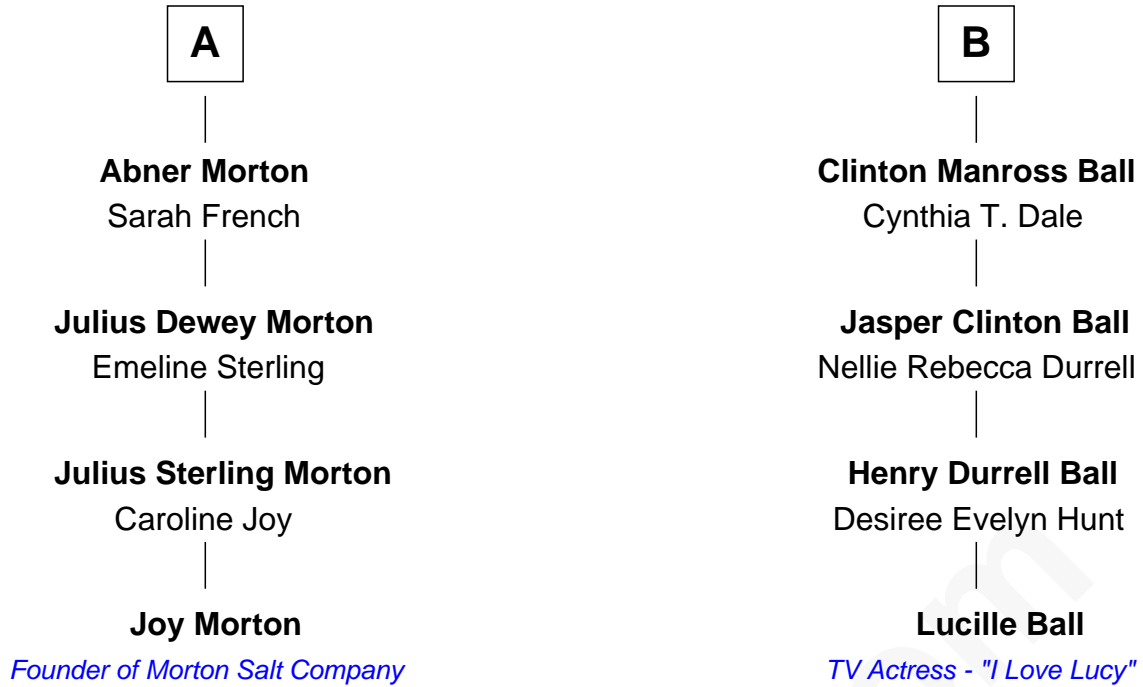 A
Abner Morton
Sarah French
Julius Dewey Morton
Emeline Sterling
Julius Sterling Morton
Caroline Joy
Joy Morton
Founder of Morton Salt Company
B
Clinton Manross Ball
Cynthia T. Dale
Jasper Clinton Ball
Nellie Rebecca Durrell
Henry Durrell Ball
Desiree Evelyn Hunt
Lucille Ball
TV Actress - "I Love Lucy"